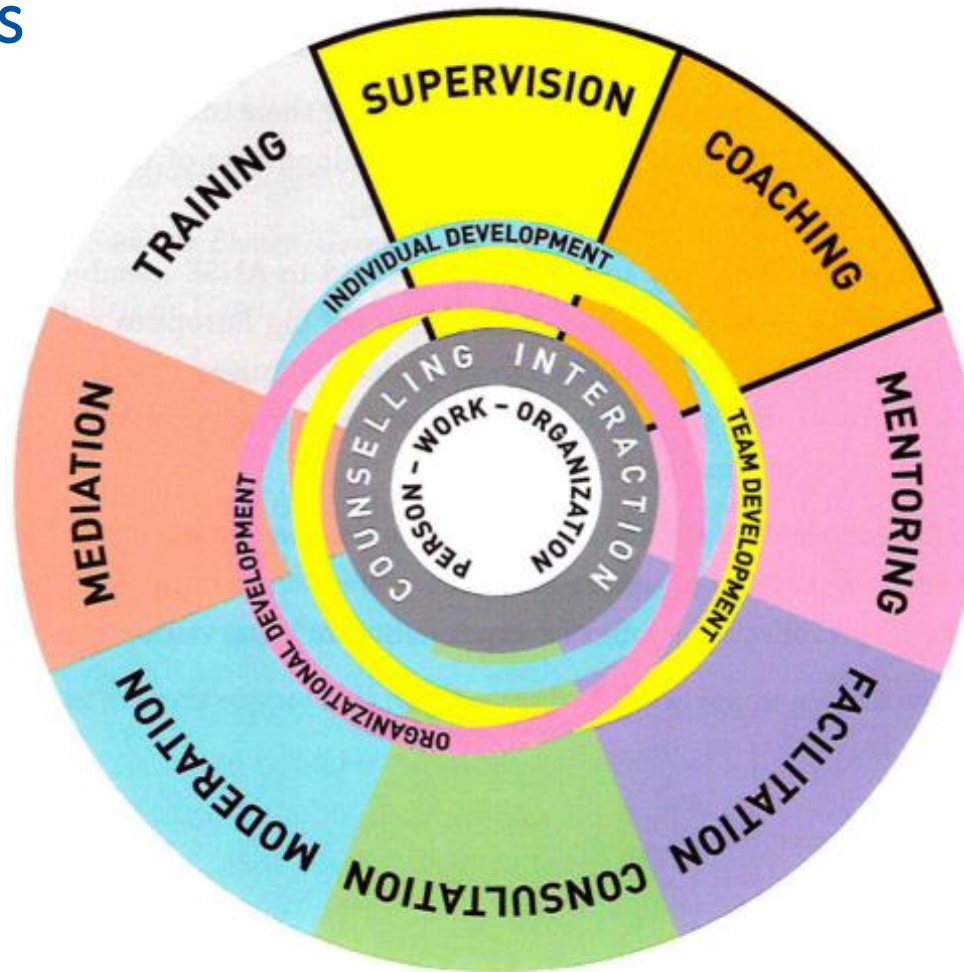 s
SUPERVISION
COACHING
MENTORING
FACILITATION
CONSULTATION
MODERATION
MEDIATION
TRAINING
INDIVIDUAL DEVELOPMENT
TEAM DEVELOPMENT
ORGANIZATIONAL DEVELOPMENT
COUNSELLING INTERACTION
PERSON – WORK – ORGANIZATION